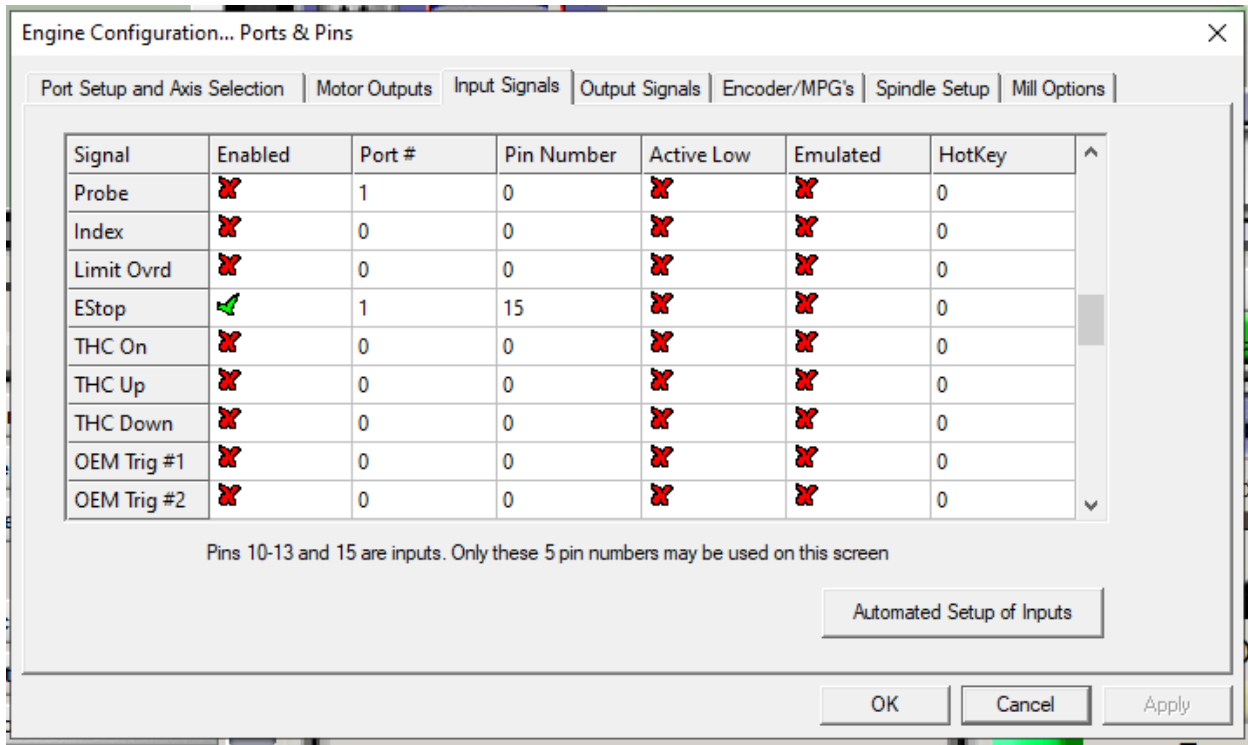 Engine Configuration... Ports & Pins
Port Setup and Axis Selection Motor Outputs Input Signals Output Signals Encoder/MPG's Spindle Setup Mill Options
Signal Enabled Port # Pin Number Active Low Emulated HotKey
Probe 1 0 0
Index 0 0 0
Limit Ovrd 0 0 0
EStop 1 15 0
THC On 0 0 0
THC Up 0 0 0
THC Down 0 0 0
OEM Trig #1 0 0 0
OEM Trig #2 0 0 0
Pins 10-13 and 15 are inputs. Only these 5 pin numbers may be used on this screen
Automated Setup of Inputs
OK Cancel Apply